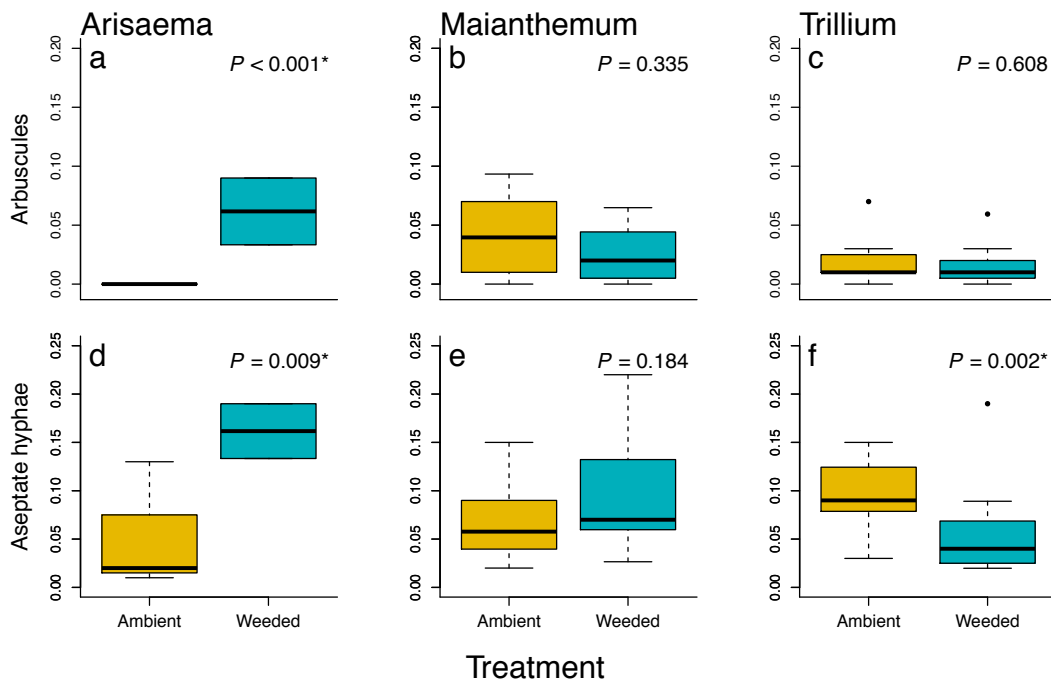 Arisaema
Maianthemum
Trillium
a
P < 0.001*
b
P = 0.335
c
P = 0.608
Arbuscules
0.20
0.15
0.10
0.05
0.00
0.20
0.15
0.10
0.05
0.00
0.20
0.15
0.10
0.05
0.00
d
P = 0.009*
e
P = 0.184
f
P = 0.002*
Aseptate hyphae
0.25
0.20
0.15
0.10
0.05
0.00
0.25
0.20
0.15
0.10
0.05
0.00
0.25
0.20
0.15
0.10
0.05
0.00
Ambient Weeded
Ambient Weeded
Ambient Weeded
Treatment